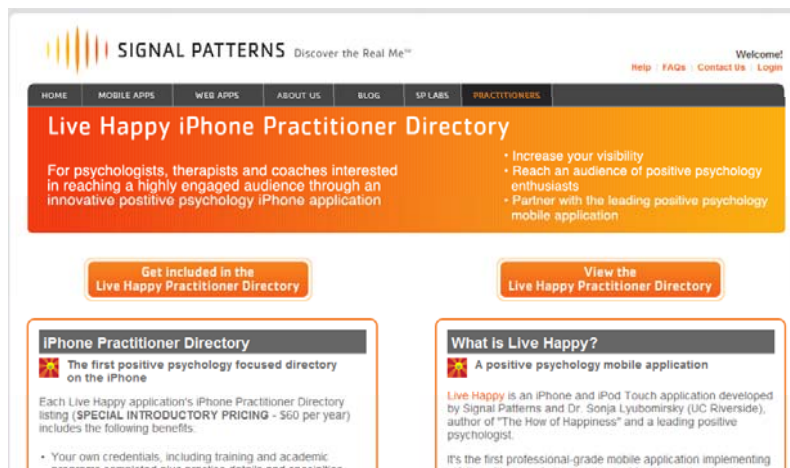 SIGNAL PATTERNS Discover the Real Me℠
Welcome!
Help | FAQs | Contact Us | Login
HOME MOBILE APPS WEB APPS ABOUT US BLOG SP LABS PRACTITIONERS
Live Happy iPhone Practitioner Directory
For psychologists, therapists and coaches interested
in reaching a highly engaged audience through an
innovative postitive psychology iPhone application
• Increase your visibility
• Reach an audience of positive psychology
enthusiasts
• Partner with the leading positive psychology
mobile application
Get included in the
Live Happy Practitioner Directory
View the
Live Happy Practitioner Directory
iPhone Practitioner Directory
The first positive psychology focused directory
on the iPhone
Each Live Happy application's iPhone Practitioner Directory
listing (SPECIAL INTRODUCTORY PRICING - $60 per year)
includes the following benefits:
• Your own credentials, including training and academic
programs completed plus practice details and specialties
What is Live Happy?
A positive psychology mobile application
Live Happy is an iPhone and iPod Touch application developed
by Signal Patterns and Dr. Sonja Lyubomirsky (UC Riverside),
author of "The How of Happiness" and a leading positive
psychologist.
It's the first professional-grade mobile application implementing